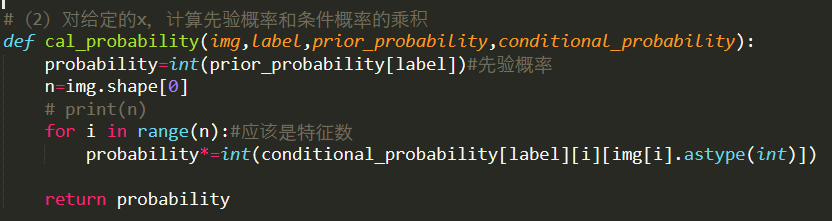 # （2）对给定的x，计算先验概率和条件概率的乘积
def cal_probability(img,label,prior_probability,conditional_probability):
    probability=int(prior_probability[label])#先验概率
    n=img.shape[0]
    # print(n)
    for i in range(n):#应该是特征数
        probability*=int(conditional_probability[label][i][img[i].astype(int)])
    return probability